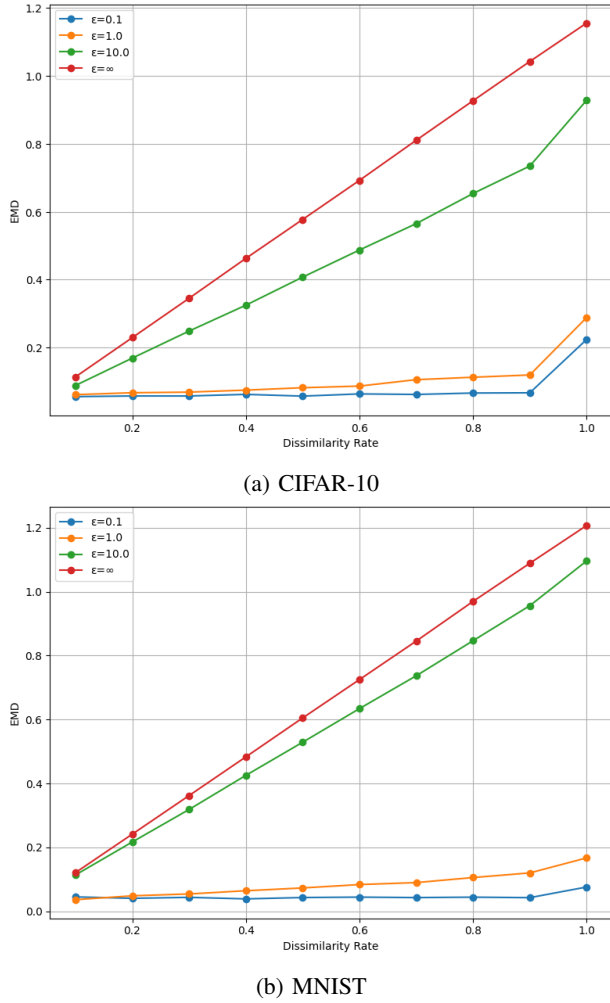 1.2
1.0
0.8
0.6
0.4
0.2
EMD
ε=0.1
ε=1.0
ε=10.0
ε=∞
0.2 0.4 0.6 0.8 1.0
Dissimilarity Rate
(a) CIFAR-10
1.2
1.0
0.8
0.6
0.4
0.2
0.0
EMD
ε=0.1
ε=1.0
ε=10.0
ε=∞
0.2 0.4 0.6 0.8 1.0
Dissimilarity Rate
(b) MNIST